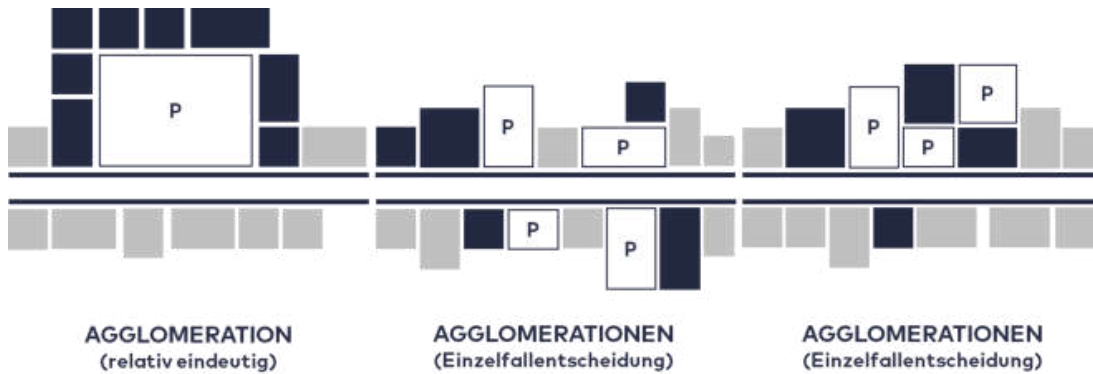 P
P
P
P
P
P
P
P
AGGLOMERATION
(relativ eindeutig)
AGGLOMERATIONEN
(Einzelfallentscheidung)
AGGLOMERATIONEN
(Einzelfallentscheidung)